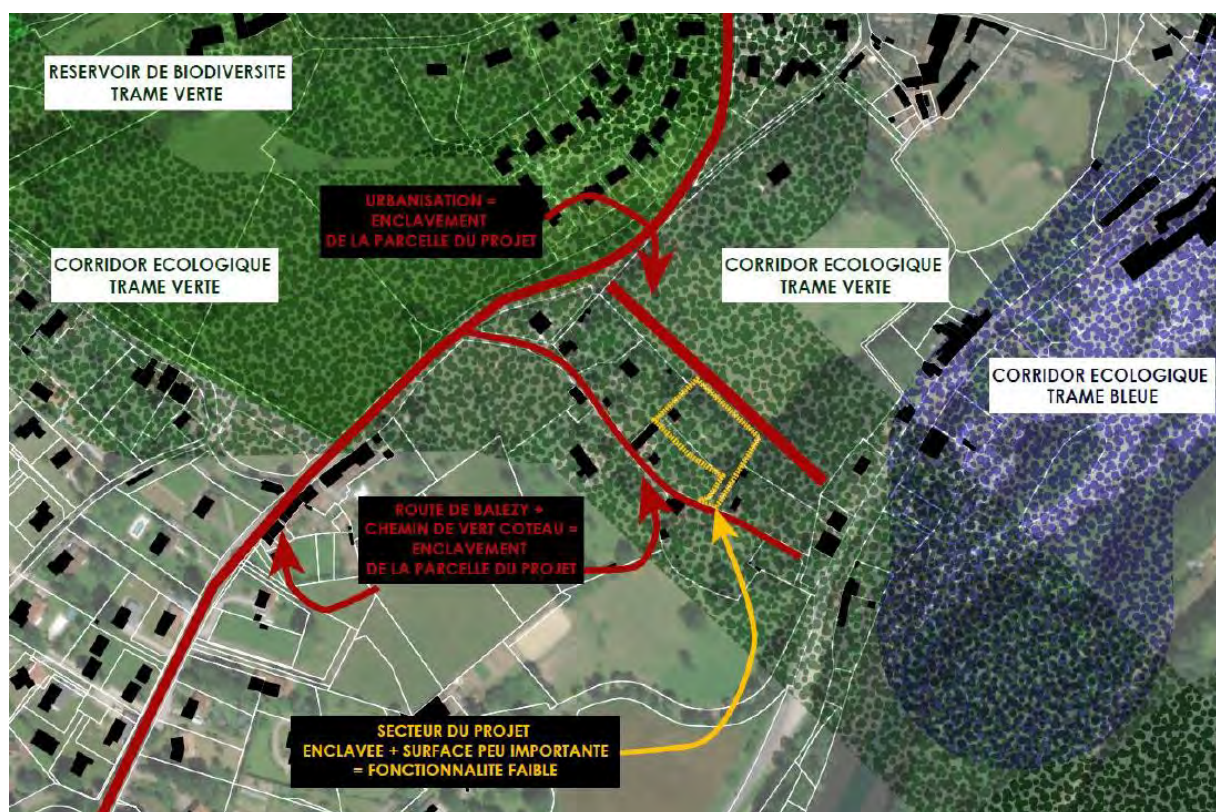 RESERVOIR DE BIODIVERSITE
TRAME VERTE
URBANISATION =
ENCLAVEMENT
DE LA PARCELLE DU PROJET
CORRIDOR ECOLOGIQUE
TRAME VERTE
CORRIDOR ECOLOGIQUE
TRAME VERTE
CORRIDOR ECOLOGIQUE
TRAME BLEUE
ROUTE DE BALEZY +
CHEMIN DE VERT COTEAU =
ENCLAVEMENT
DE LA PARCELLE DU PROJET
SECTEUR DU PROJET
ENCLAVEE + SURFACE PEU IMPORTANTE
= FONCTIONNALITE FAIBLE